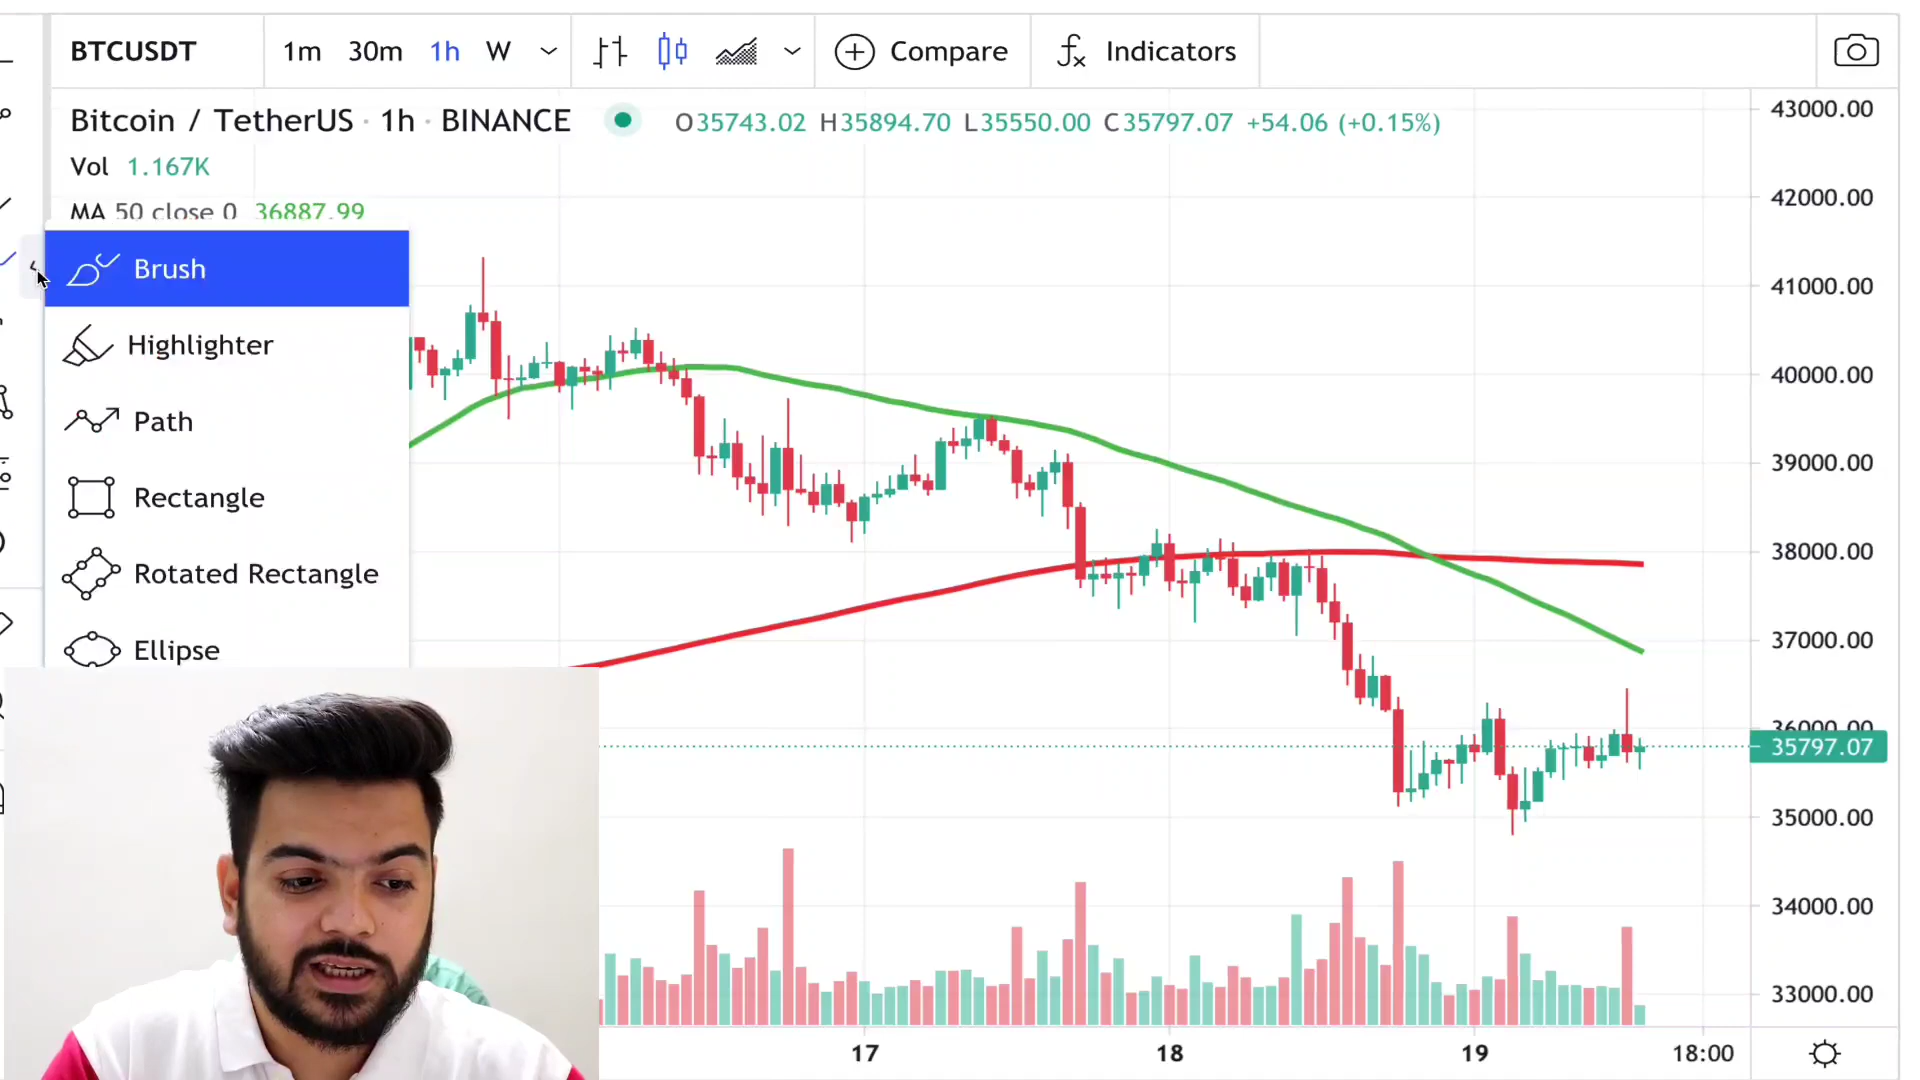 BTCUSDT 1m 30m 1h W Compare Indicators
Bitcoin / TetherUS · 1h · BINANCE O35743.02 H35894.70 L35550.00 C35797.07 +54.06 (+0.15%)
Vol 1.167K
MA 50 close 0 36887.99
Brush
Highlighter
Path
Rectangle
Rotated Rectangle
Ellipse
43000.00
42000.00
41000.00
40000.00
39000.00
38000.00
37000.00
36000.00
35797.07
35000.00
34000.00
33000.00
17 18 19 18:00